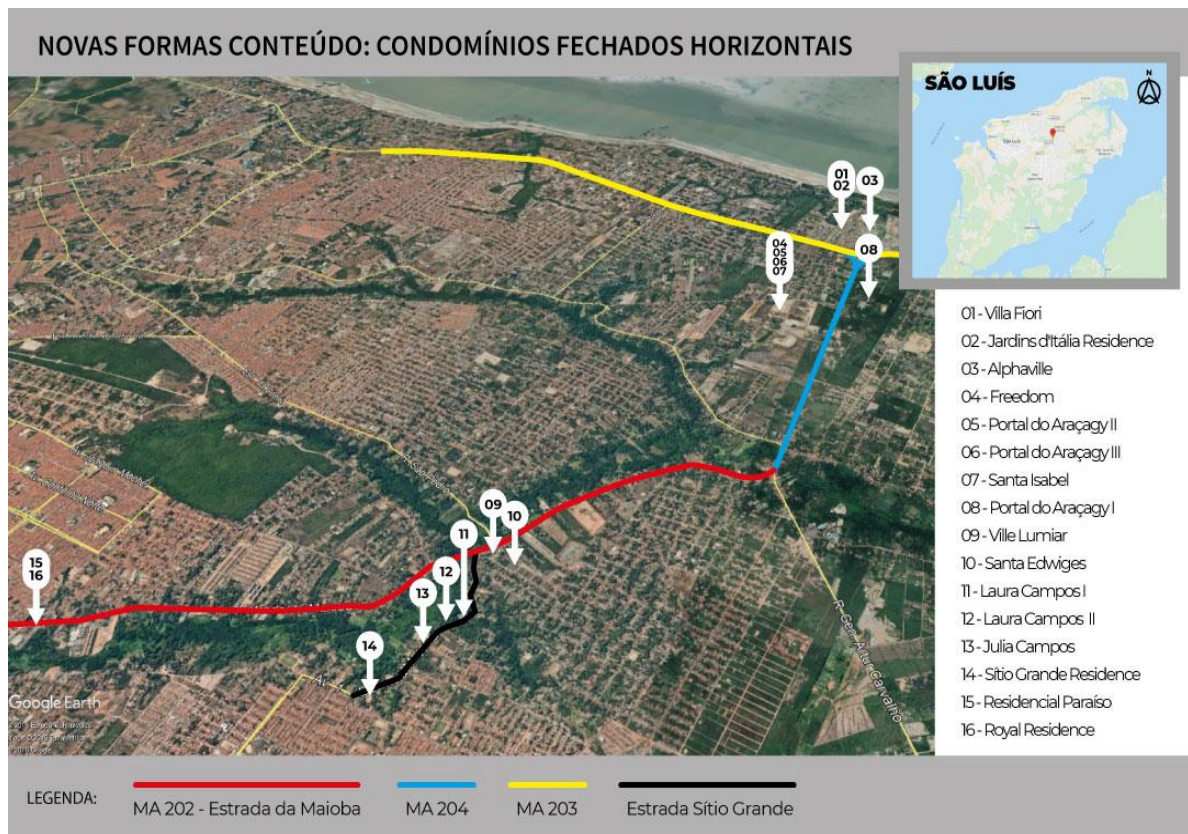 NOVAS FORMAS CONTEÚDO: CONDOMÍNIOS FECHADOS HORIZONTAIS
SÃO LUÍS
N
01
02
03
04
05
06
07
08
09
10
11
12
13
14
15
16
R. Gen. Artur Carvalho
Av.
Google Earth
01 - Villa Fiori
02 - Jardins d'Itália Residence
03 - Alphaville
04 - Freedom
05 - Portal do Araçagy II
06 - Portal do Araçagy III
07 - Santa Isabel
08 - Portal do Araçagy I
09 - Ville Lumiar
10 - Santa Edwiges
11 - Laura Campos I
12 - Laura Campos II
13 - Julia Campos
14 - Sítio Grande Residence
15 - Residencial Paraíso
16 - Royal Residence
LEGENDA:
MA 202 - Estrada da Maioba
MA 204
MA 203
Estrada Sítio Grande